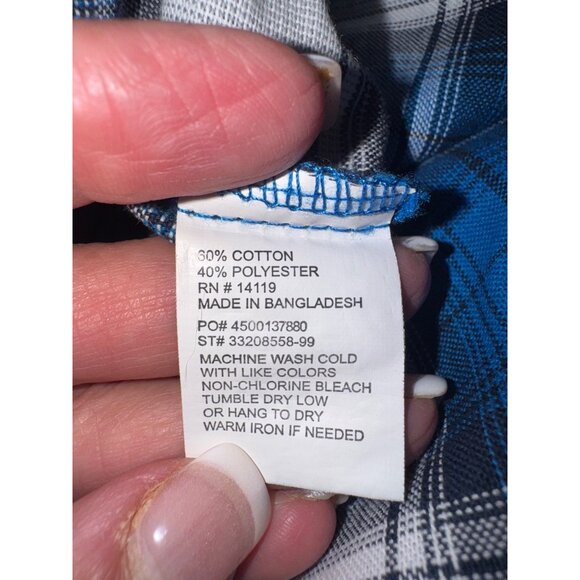 60% COTTON
40% POLYESTER
RN # 14119
MADE IN BANGLADESH
PO# 4500137880
ST# 33208558-99
MACHINE WASH COLD
WITH LIKE COLORS
NON-CHLORINE BLEACH
TUMBLE DRY LOW
OR HANG TO DRY
WARM IRON IF NEEDED